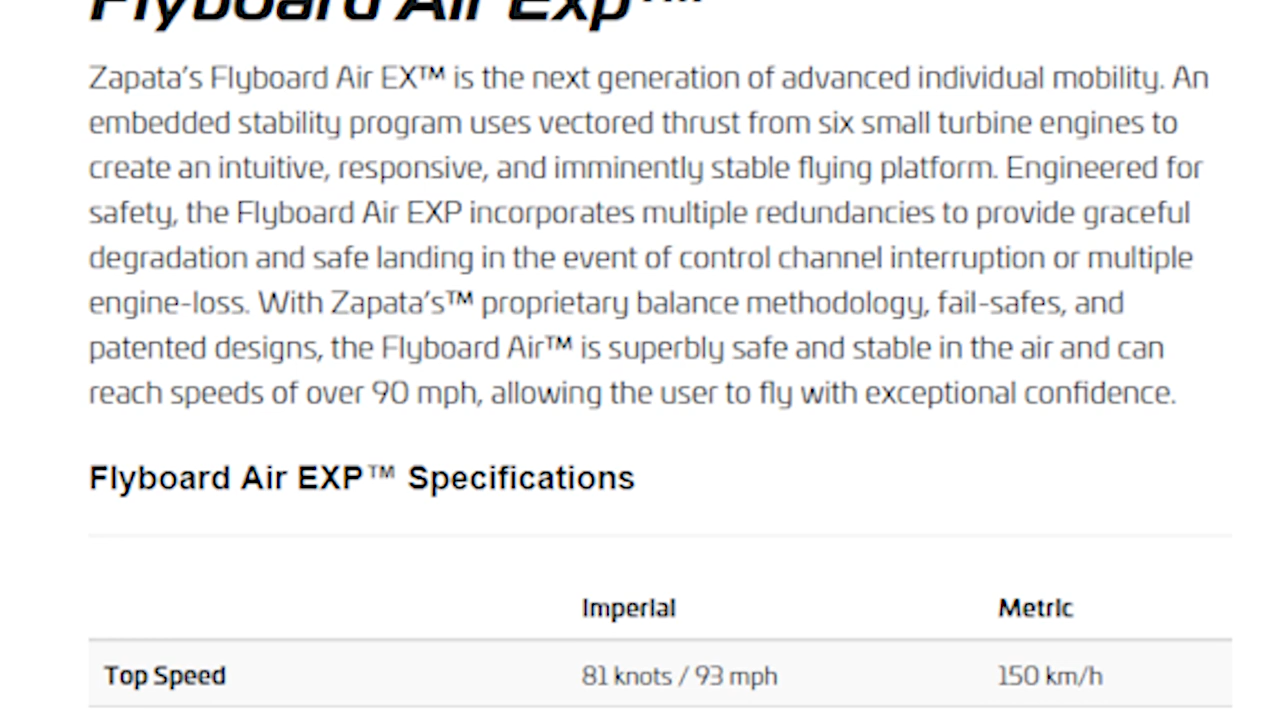 Flyboard Air Exp™
Zapata’s Flyboard Air EX™ is the next generation of advanced individual mobility. An
embedded stability program uses vectored thrust from six small turbine engines to
create an intuitive, responsive, and imminently stable flying platform. Engineered for
safety, the Flyboard Air EXP incorporates multiple redundancies to provide graceful
degradation and safe landing in the event of control channel interruption or multiple
engine-loss. With Zapata’s™ proprietary balance methodology, fail-safes, and
patented designs, the Flyboard Air™ is superbly safe and stable in the air and can
reach speeds of over 90 mph, allowing the user to fly with exceptional confidence.
Flyboard Air EXP™ Specifications
Imperial Metric
Top Speed 81 knots / 93 mph 150 km/h